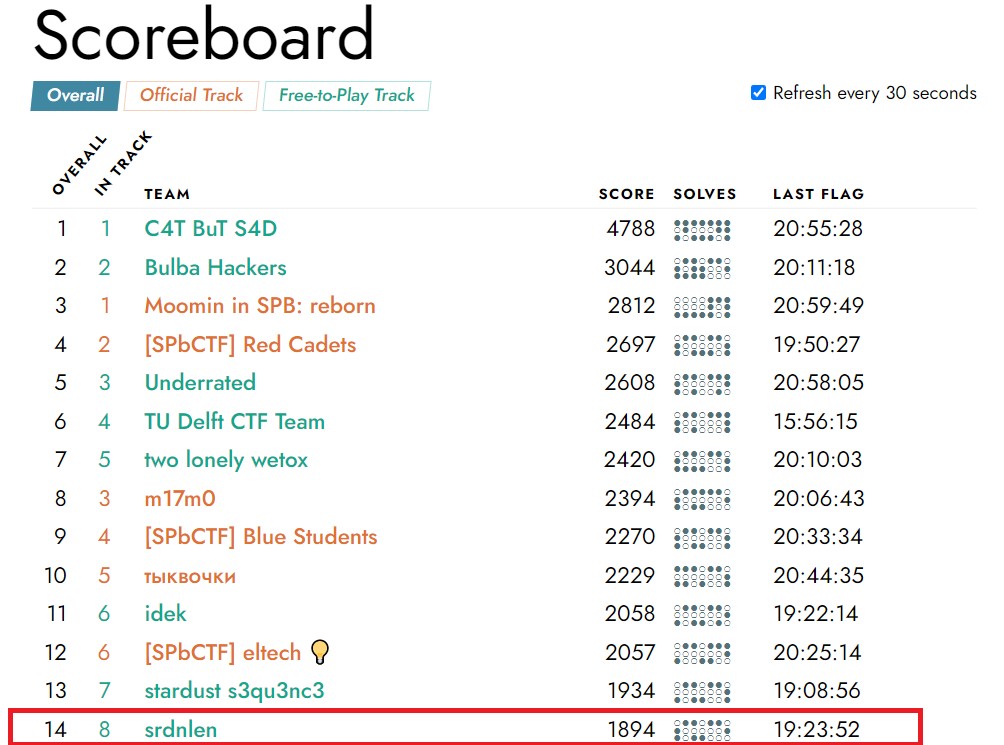 Scoreboard
Overall Official Track Free-to-Play Track Refresh every 30 seconds
OVERALL IN TRACK TEAM SCORE SOLVES LAST FLAG
1 1 C4T BuT S4D 4788 20:55:28
2 2 Bulba Hackers 3044 20:11:18
3 1 Moomin in SPB: reborn 2812 20:59:49
4 2 [SPbCTF] Red Cadets 2697 19:50:27
5 3 Underrated 2608 20:58:05
6 4 TU Delft CTF Team 2484 15:56:15
7 5 two lonely wetox 2420 20:10:03
8 3 m17m0 2394 20:06:43
9 4 [SPbCTF] Blue Students 2270 20:33:34
10 5 тыквочки 2229 20:44:35
11 6 idek 2058 19:22:14
12 6 [SPbCTF] eltech 2057 20:25:14
13 7 stardust s3qu3nc3 1934 19:08:56
14 8 srdnlen 1894 19:23:52